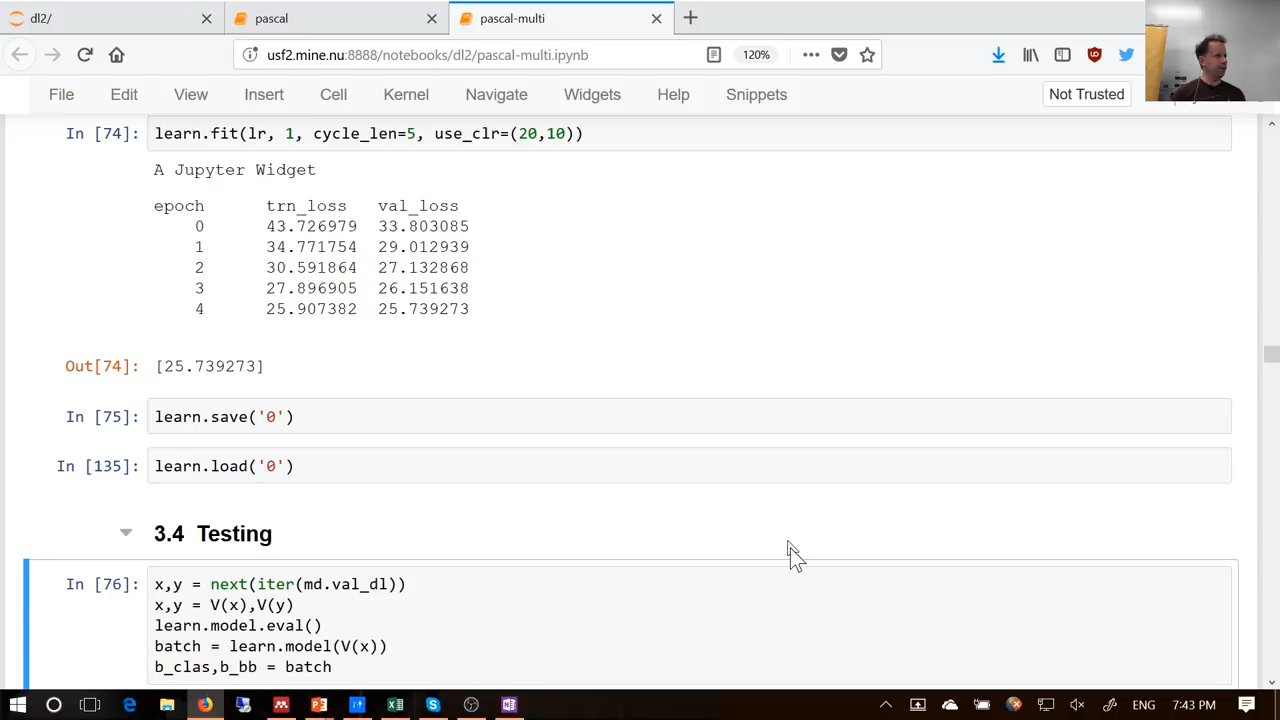 dl2/
pascal
pascal-multi
usf2.mine.nu:8888/notebooks/dl2/pascal-multi.ipynb
120%
File Edit View Insert Cell Kernel Navigate Widgets Help Snippets
Not Trusted
In [74]: learn.fit(lr, 1, cycle_len=5, use_clr=(20,10))
A Jupyter Widget
epoch trn_loss val_loss
0 43.726979 33.803085
1 34.771754 29.012939
2 30.591864 27.132868
3 27.896905 26.151638
4 25.907382 25.739273
Out[74]: [25.739273]
In [75]: learn.save('0')
In [135]: learn.load('0')
3.4 Testing
In [76]: x,y = next(iter(md.val_dl))
x,y = V(x),V(y)
learn.model.eval()
batch = learn.model(V(x))
b_clas,b_bb = batch
ENG 7:43 PM